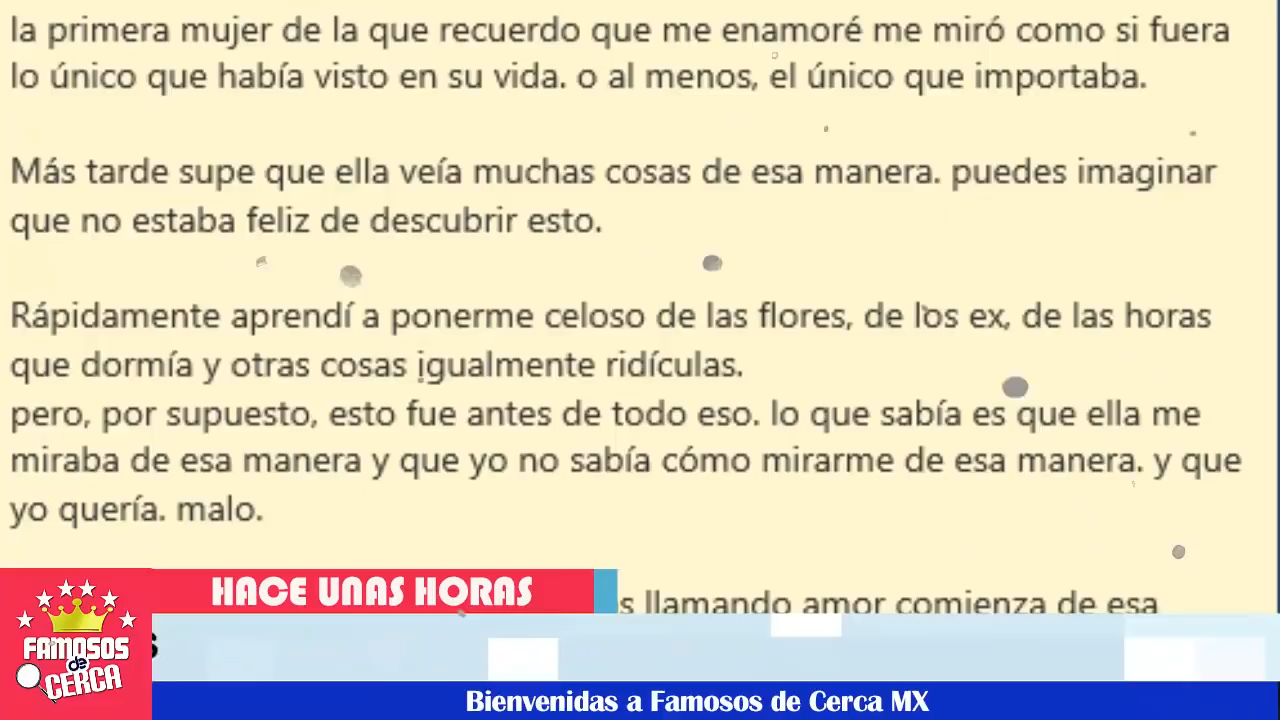 la primera mujer de la que recuerdo que me enamoré me miró como si fuera
lo único que había visto en su vida. o al menos, el único que importaba.
Más tarde supe que ella veía muchas cosas de esa manera. puedes imaginar
que no estaba feliz de descubrir esto.
Rápidamente aprendí a ponerme celoso de las flores, de los ex, de las horas
que dormía y otras cosas igualmente ridículas.
pero, por supuesto, esto fue antes de todo eso. lo que sabía es que ella me
miraba de esa manera y que yo no sabía cómo mirarme de esa manera. y que
yo quería. malo.
llamando amor comienza de esa
HACE UNAS HORAS
FAMOSOS
de
CERCA
Bienvenidas a Famosos de Cerca MX